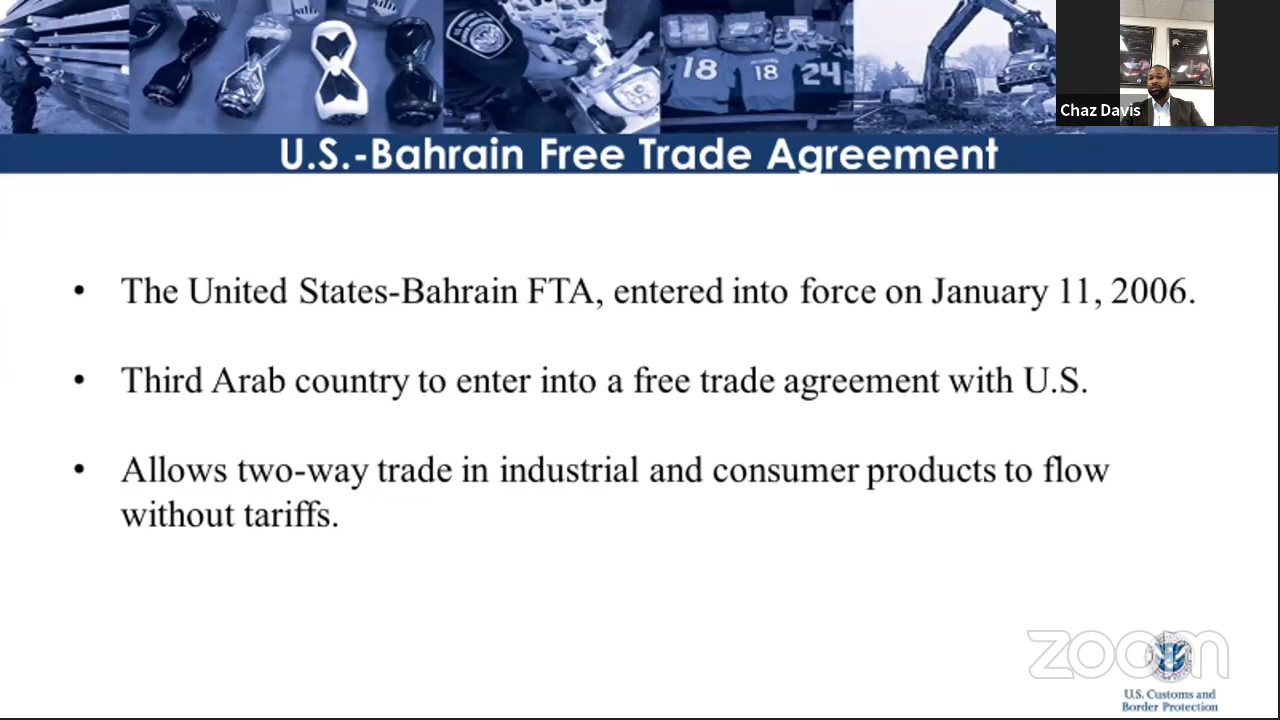 18
18
24
Chaz Davis
U.S.-Bahrain Free Trade Agreement
• The United States-Bahrain FTA, entered into force on January 11, 2006.
• Third Arab country to enter into a free trade agreement with U.S.
• Allows two-way trade in industrial and consumer products to flow
without tariffs.
zoom
U.S. Customs and
Border Protection